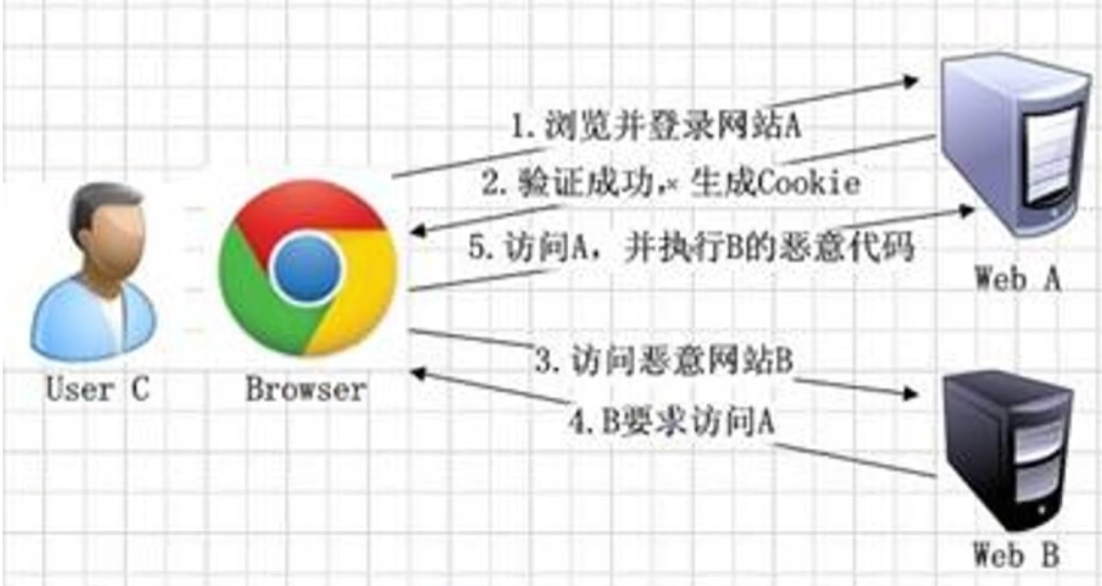 1.浏览并登录网站A
2.验证成功,× 生成Cookie
5.访问A，并执行B的恶意代码
Web A
3.访问恶意网站B
User C
Browser
4.B要求访问A
Web B